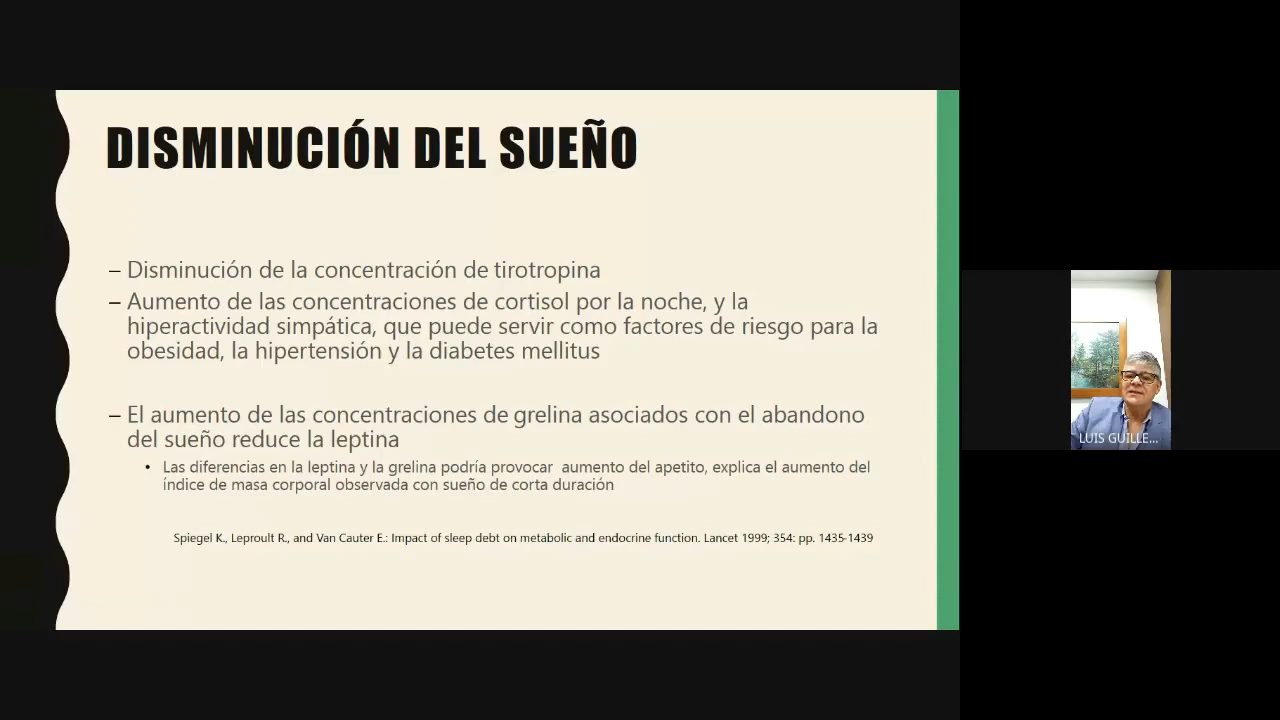 DISMINUCIÓN DEL SUEÑO
– Disminución de la concentración de tirotropina
– Aumento de las concentraciones de cortisol por la noche, y la
hiperactividad simpática, que puede servir como factores de riesgo para la
obesidad, la hipertensión y la diabetes mellitus
– El aumento de las concentraciones de grelina asociados con el abandono
del sueño reduce la leptina
• Las diferencias en la leptina y la grelina podría provocar aumento del apetito, explica el aumento del
índice de masa corporal observada con sueño de corta duración
Spiegel K., Leproult R., and Van Cauter E.: Impact of sleep debt on metabolic and endocrine function. Lancet 1999; 354: pp. 1435-1439
LUIS GUILLE...